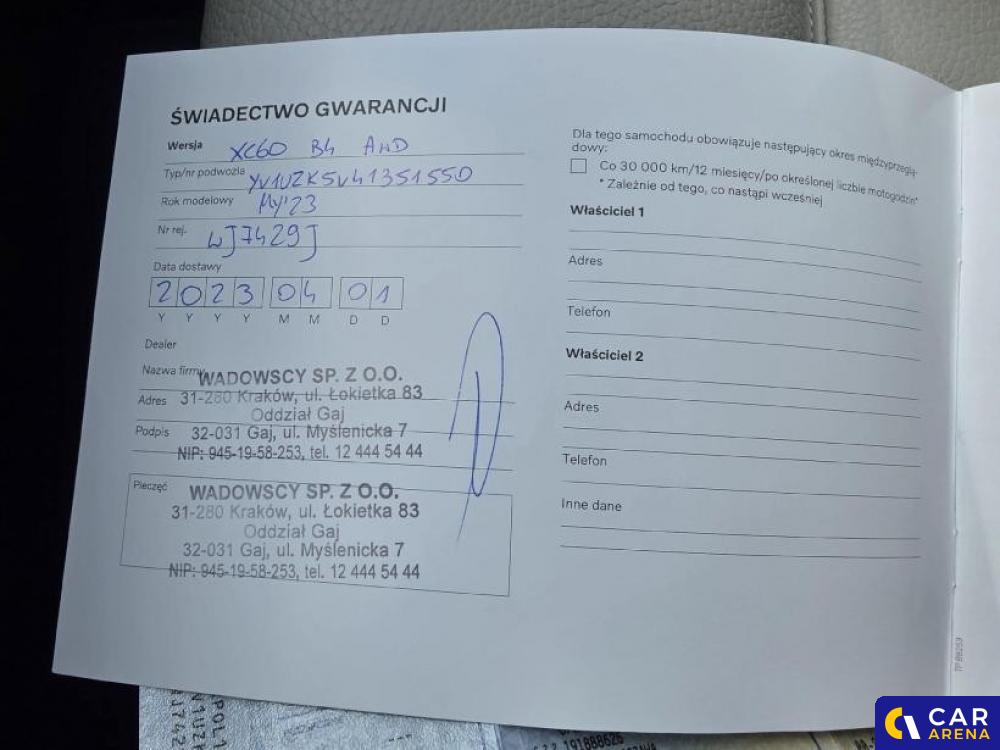 ŚWIADECTWO GWARANCJI
Wersja XC60 B4 AWD
Typ/nr podwozia YV1UZK5V41351550
Rok modelowy MY'23
Nr rej. WJ7429J
Data dostawy
2023 04 01
Y Y Y Y M M D D
Dealer
Nazwa firmy WADOWSCY SP. Z O.O.
Adres 31-280 Kraków, ul. Łokietka 83
Oddział Gaj
Podpis 32-031 Gaj, ul. Myślenicka 7
NIP: 945-19-58-253, tel. 12 444 54 44
Pieczęć WADOWSCY SP. Z O.O.
31-280 Kraków, ul. Łokietka 83
Oddział Gaj
32-031 Gaj, ul. Myślenicka 7
NIP: 945-19-58-253, tel. 12 444 54 44
Dla tego samochodu obowiązuje następujący okres międzyprzeglą-
dowy:
Co 30 000 km/12 miesięcy/po określonej liczbie motogodzin*
* Zależnie od tego, co nastąpi wcześniej
Właściciel 1
Adres
Telefon
Właściciel 2
Adres
Telefon
Inne dane
TP 88253
CAR
ARENA